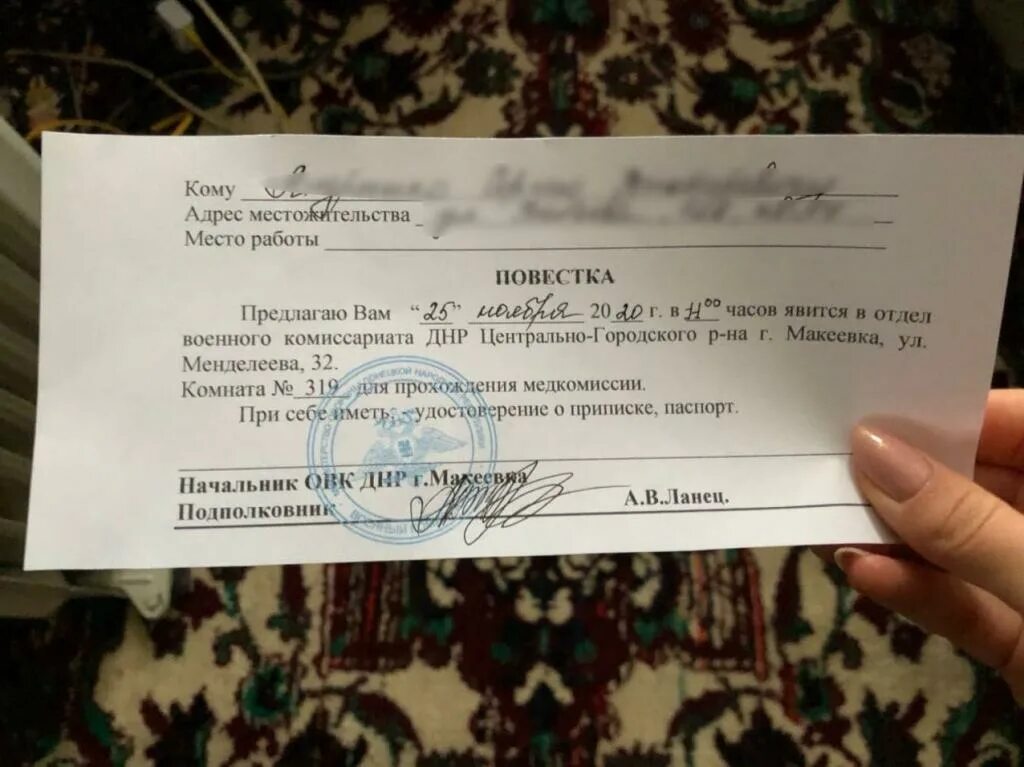 Кому
Адрес местожительства
Место работы
ПОВЕСТКА
Предлагаю Вам “25” ноября 2020 г. в 11⁰⁰ часов явится в отдел
военного комиссариата ДНР Центрально-Городского р-на г. Макеевка, ул.
Менделеева, 32.
Комната № 319 для прохождения медкомиссии.
При себе иметь: - удостоверение о приписке, паспорт.
Начальник ОВК ДНР г.Макеевка
Подполковник А.В.Ланец.